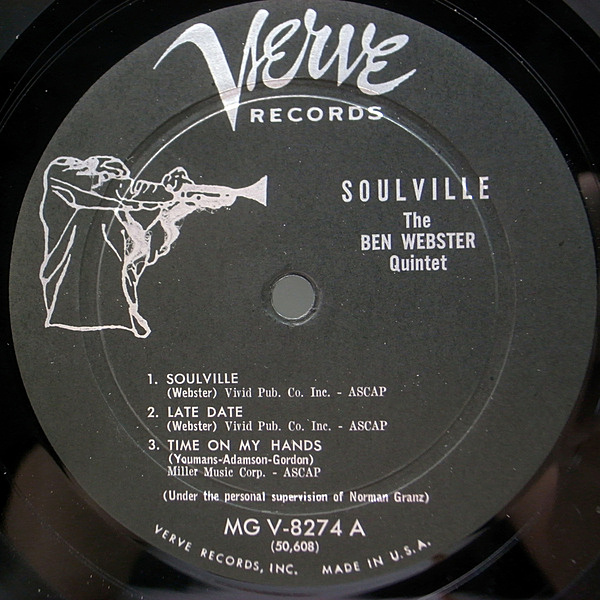 Verve
RECORDS
SOULVILLE
The
BEN WEBSTER
Quintet
1. SOULVILLE
(Webster) Vivid Pub. Co. Inc. - ASCAP
2. LATE DATE
(Webster) Vivid Pub. Co. Inc. - ASCAP
3. TIME ON MY HANDS
(Youmans-Adamson-Gordon)
Miller Music Corp. - ASCAP
(Under the personal supervision of Norman Granz)
MG V-8274 A
(50,608)
VERVE RECORDS, INC. MADE IN U.S.A.